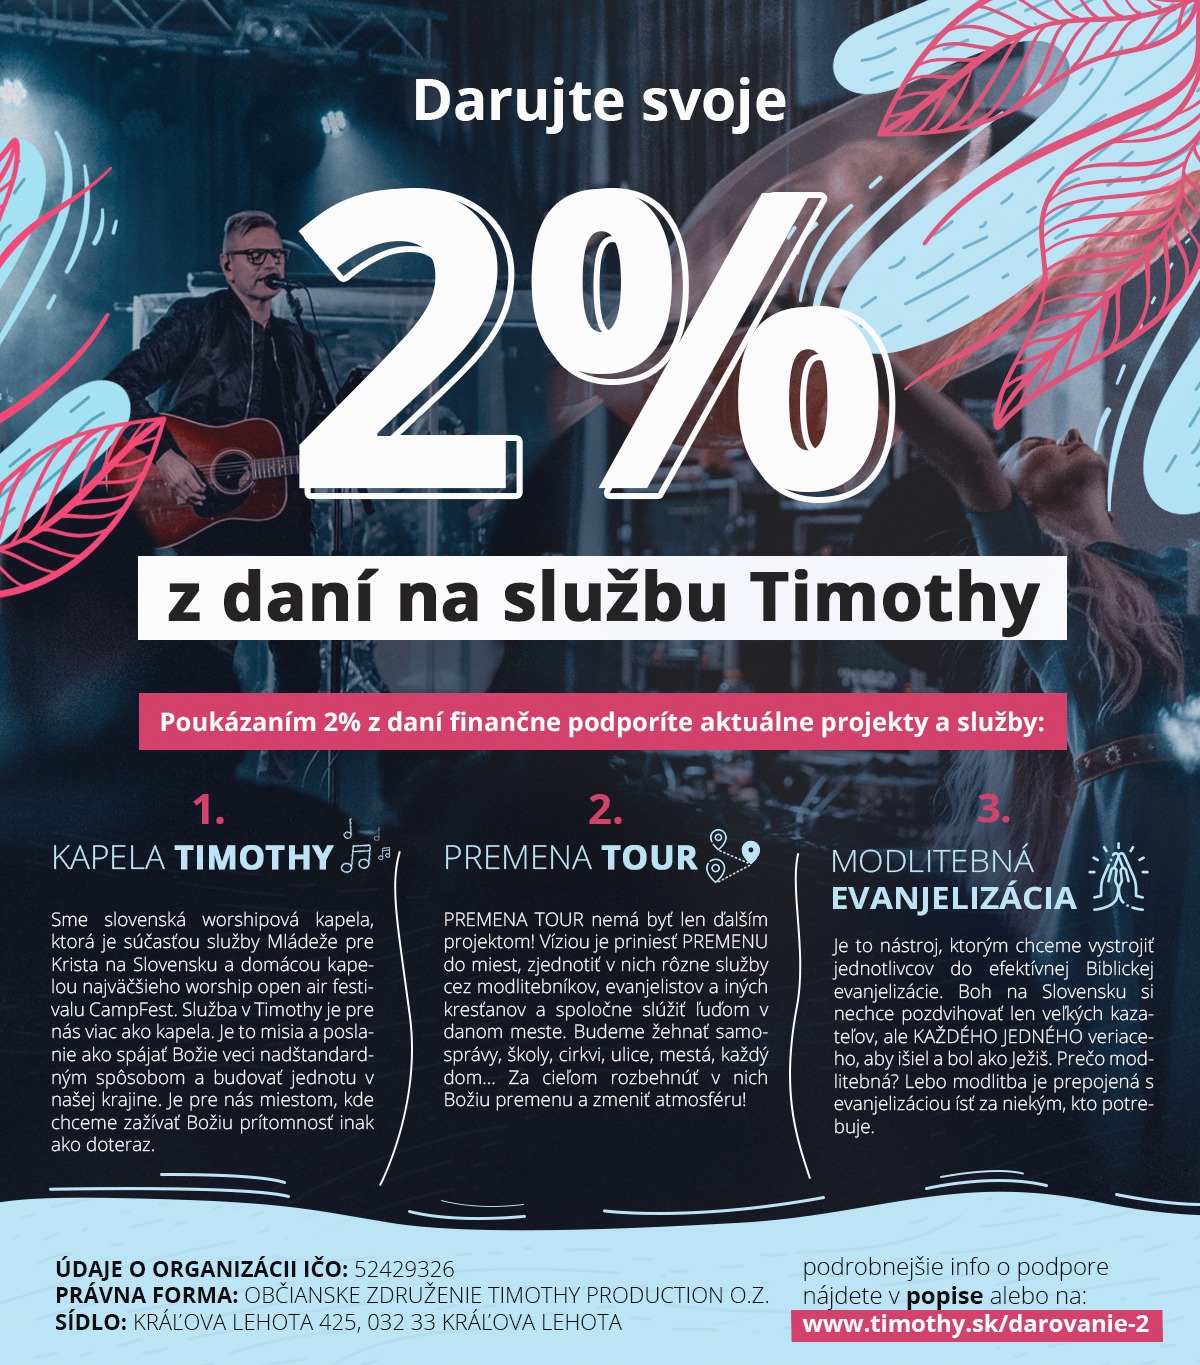 Darujte svoje
2%
z daní na službu Timothy
Poukázaním 2% z daní finančne podporíte aktuálne projekty a služby:
1.
KAPELA TIMOTHY
Sme slovenská worshipová kapela,
ktorá je súčasťou služby Mládeže pre
Krista na Slovensku a domácou kape-
lou najväčšieho worship open air festi-
valu CampFest. Služba v Timothy je pre
nás viac ako kapela. Je to misia a posla-
nie ako spájať Božie veci nadštandard-
ným spôsobom a budovať jednotu v
našej krajine. Je pre nás miestom, kde
chceme zažívať Božiu prítomnosť inak
ako doteraz.
2.
PREMENA TOUR
PREMENA TOUR nemá byť len ďalším
projektom! Víziou je priniesť PREMENU
do miest, zjednotiť v nich rôzne služby
cez modlitebníkov, evanjelistov a iných
kresťanov a spoločne slúžiť ľuďom v
danom meste. Budeme žehnať samo-
správy, školy, cirkvi, ulice, mestá, každý
dom... Za cieľom rozbehnúť v nich
Božiu premenu a zmeniť atmosféru!
3.
MODLITEBNÁ
EVANJELIZÁCIA
Je to nástroj, ktorým chceme vystrojiť
jednotlivcov do efektívnej Biblickej
evanjelizácie. Boh na Slovensku si
nechce pozdvihovať len veľkých kaza-
teľov, ale KAŽDÉHO JEDNÉHO veriace-
ho, aby išiel a bol ako Ježiš. Prečo mod-
litebná? Lebo modlitba je prepojená s
evanjelizáciou ísť za niekým, kto potre-
buje.
ÚDAJE O ORGANIZÁCII IČO: 52429326
PRÁVNA FORMA: OBČIANSKE ZDRUŽENIE TIMOTHY PRODUCTION O.Z.
SÍDLO: KRÁĽOVA LEHOTA 425, 032 33 KRÁĽOVA LEHOTA
podrobnejšie info o podpore
nájdete v popise alebo na:
www.timothy.sk/darovanie-2